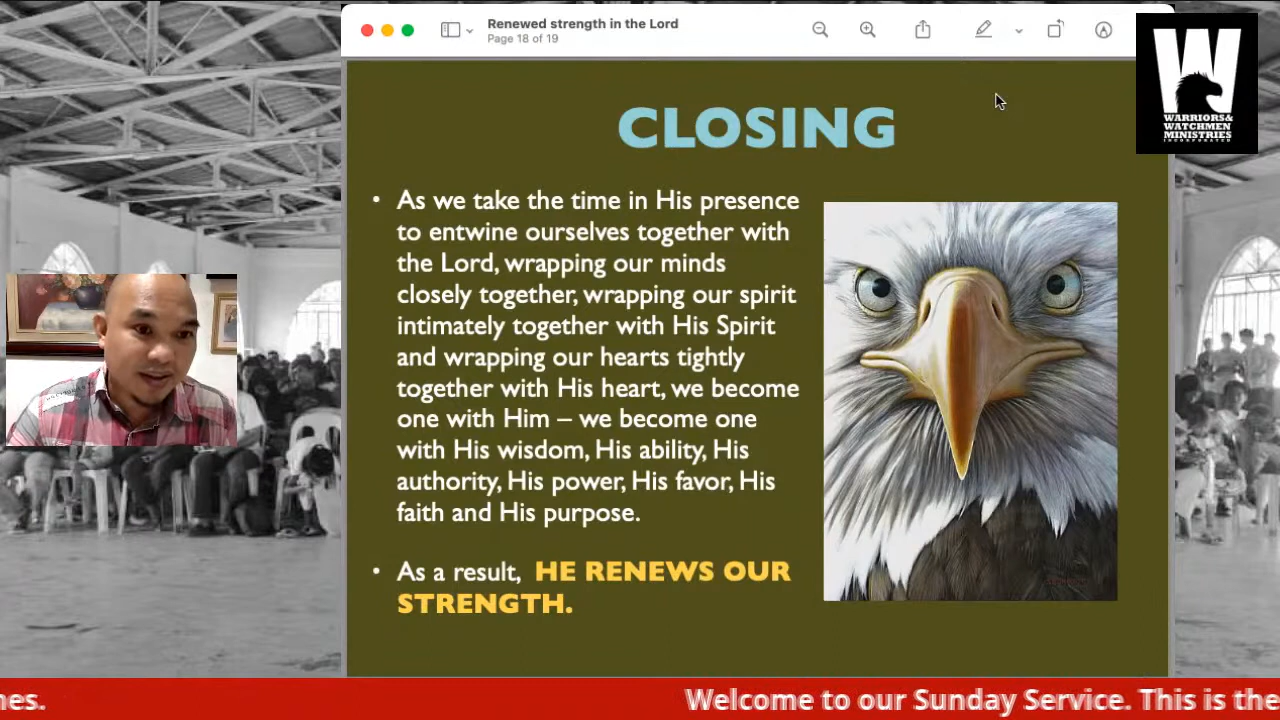 Renewed strength in the Lord
Page 18 of 19
W
WARRIORS&
WATCHMEN
MINISTRIES
INCORPORATED
CLOSING
• As we take the time in His presence
to entwine ourselves together with
the Lord, wrapping our minds
closely together, wrapping our spirit
intimately together with His Spirit
and wrapping our hearts tightly
together with His heart, we become
one with Him – we become one
with His wisdom, His ability, His
authority, His power, His favor, His
faith and His purpose.
• As a result, HE RENEWS OUR
STRENGTH.
nes. Welcome to our Sunday Service. This is the